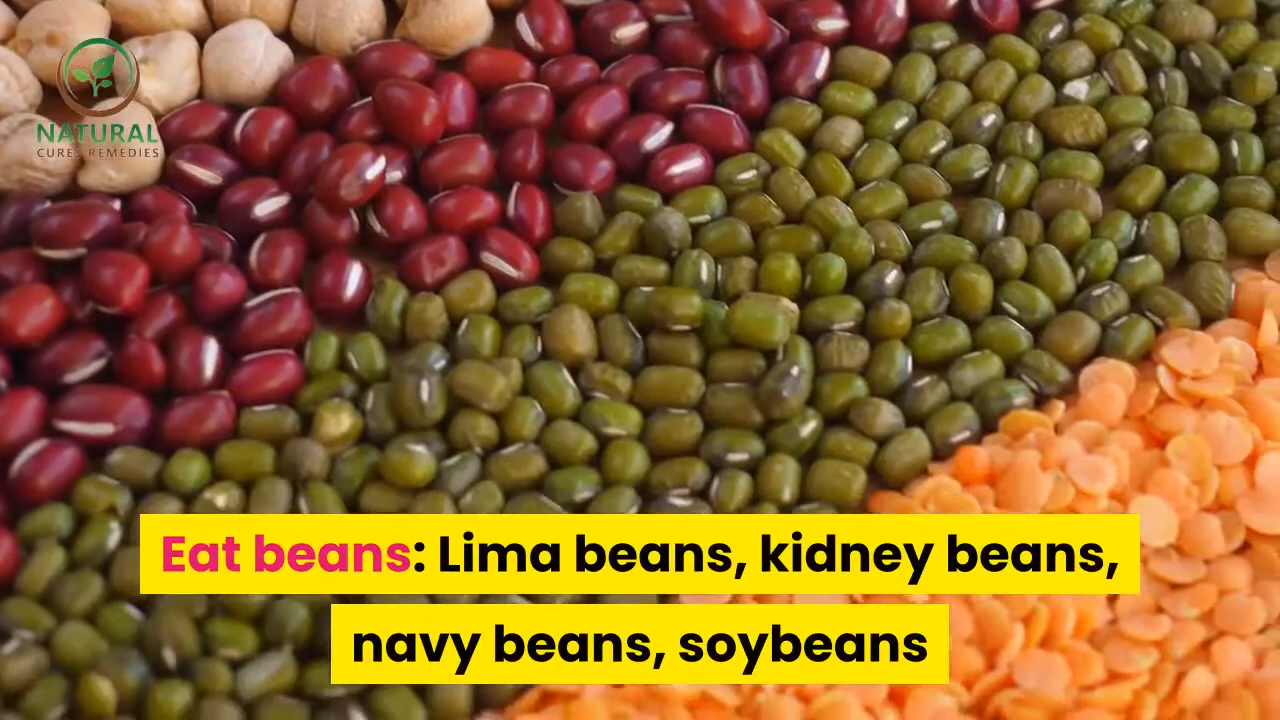 NATURAL
CURES REMEDIES
Eat beans: Lima beans, kidney beans,
navy beans, soybeans